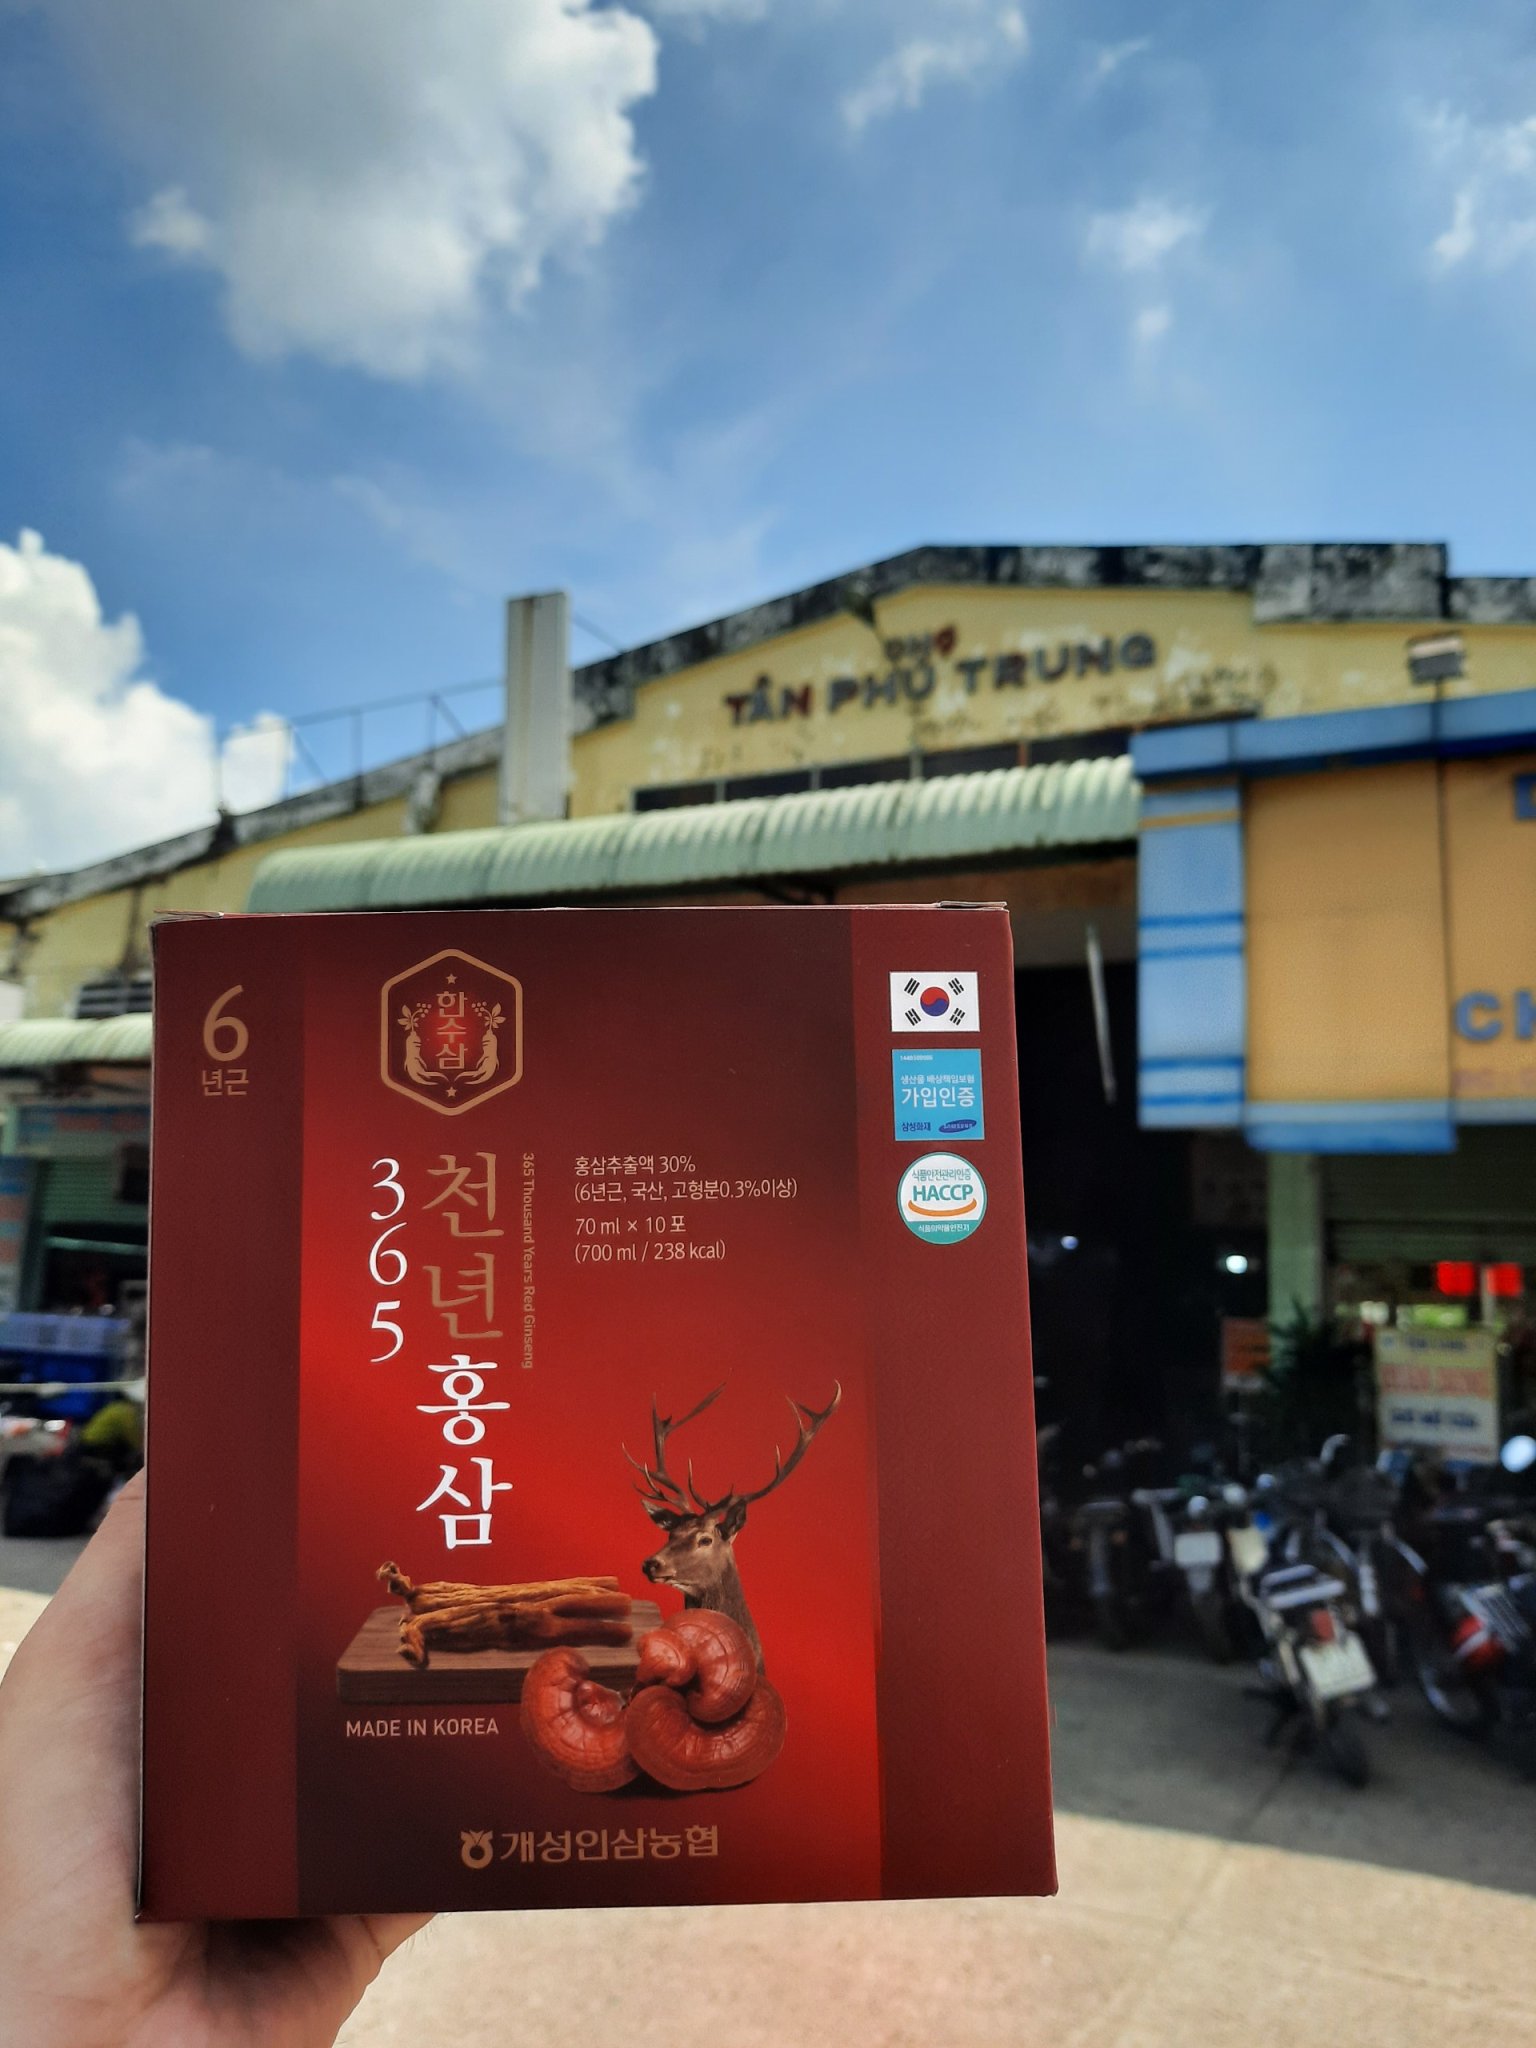 CHỢ
TÂN PHÚ TRUNG
6
년근
한수삼
365
천년홍삼
365 Thousand Years Red Ginseng
홍삼추출액 30%
(6년근, 국산, 고형분0.3%이상)
70 ml × 10 포
(700 ml / 238 kcal)
생산물 배상책임보험
가입인증
삼성화재 SAMSUNG
식품안전관리인증
HACCP
식품의약품안전처
MADE IN KOREA
개성인삼농협